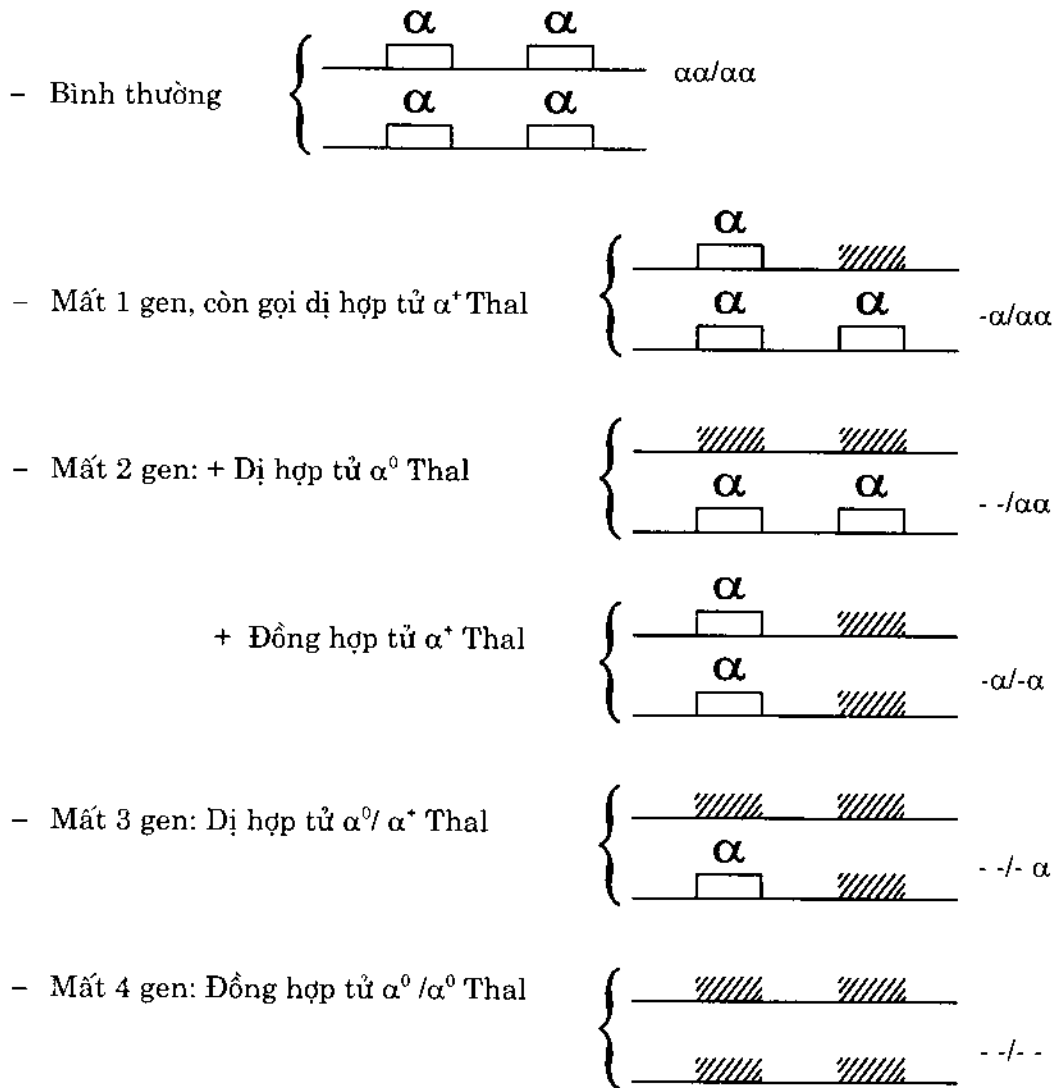 α α
αα/αα
– Bình thường
α α
α
– Mất 1 gen, còn gọi dị hợp tử α⁺ Thal
α α
-α/αα
– Mất 2 gen: + Dị hợp tử α⁰ Thal
α α
- -/αα
α
+ Đồng hợp tử α⁺ Thal
α
-α/-α
– Mất 3 gen: Dị hợp tử α⁰/ α⁺ Thal
α
- -/- α
– Mất 4 gen: Đồng hợp tử α⁰ /α⁰ Thal
- -/- -